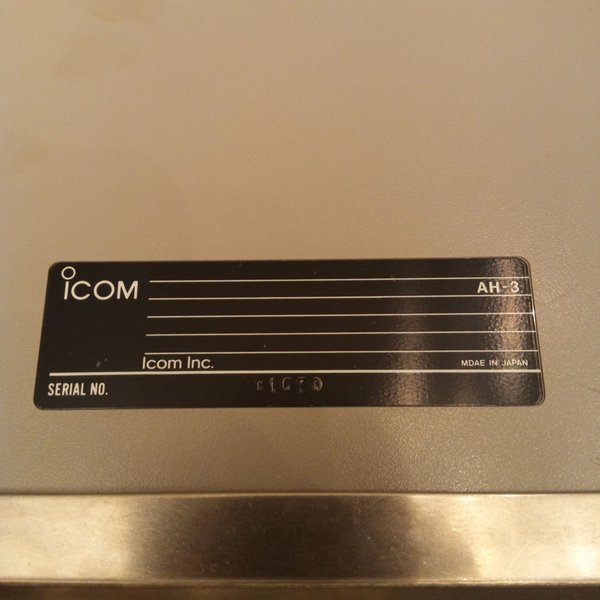 ICOM
AH-3
Icom Inc.
MDAE IN JAPAN
SERIAL NO.